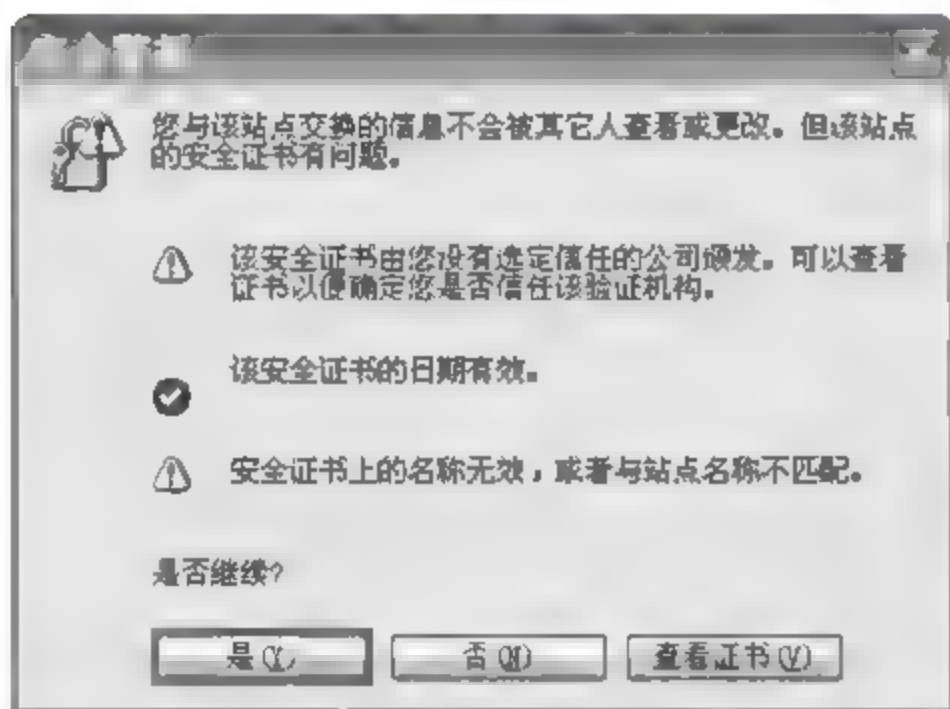 您与该站点交换的信息不会被其它人查看或更改。但该站点
的安全证书有问题。
该安全证书由您没有选定信任的公司颁发。可以查看
证书以便确定您是否信任该验证机构。
该安全证书的日期有效。
安全证书上的名称无效，或者与站点名称不匹配。
是否继续?
是(Y) 否(N) 查看证书(V)